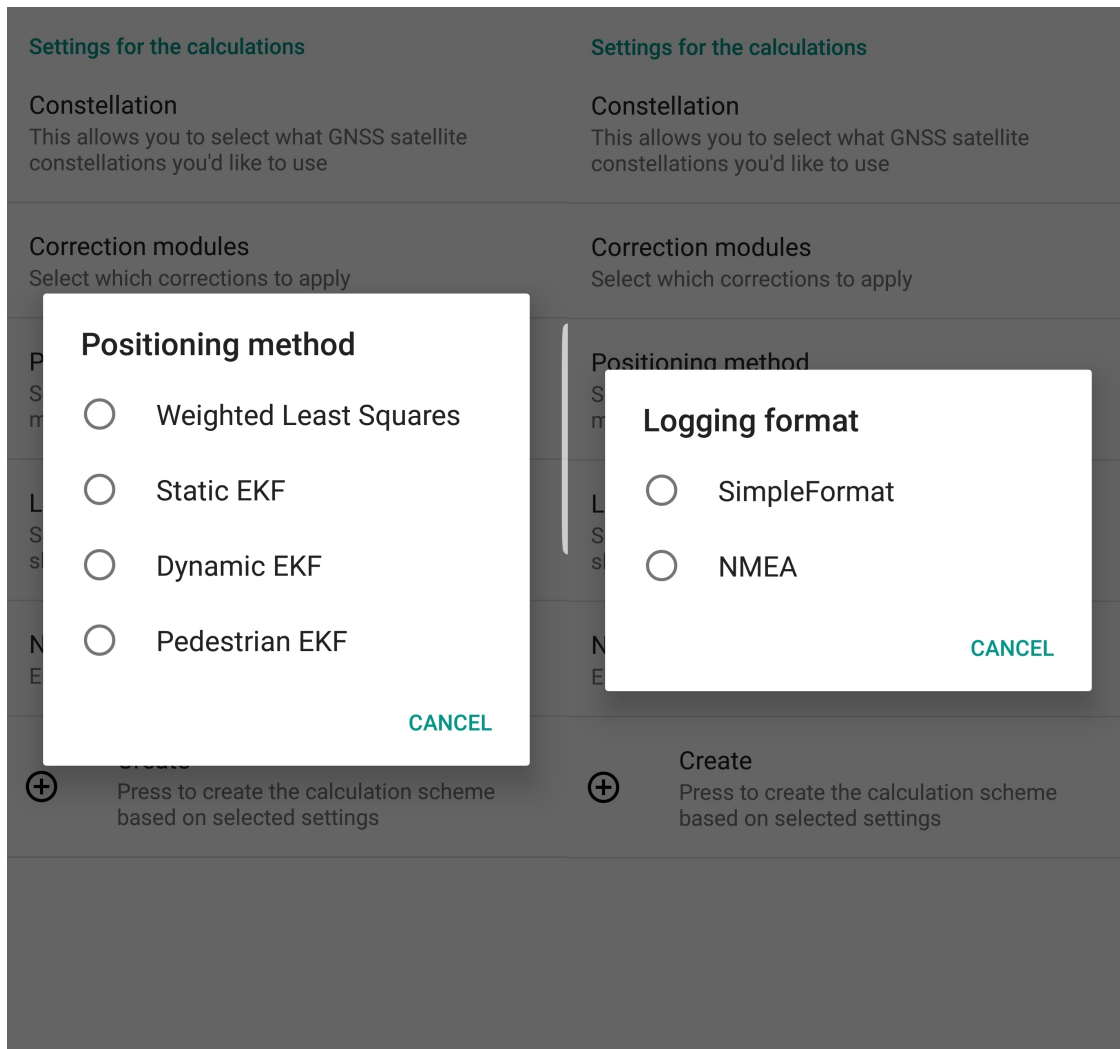 Settings for the calculations
Constellation
This allows you to select what GNSS satellite
constellations you'd like to use
Correction modules
Select which corrections to apply
Positioning method
Weighted Least Squares
Static EKF
Dynamic EKF
Pedestrian EKF
CANCEL
Press to create the calculation scheme
based on selected settings
Settings for the calculations
Constellation
This allows you to select what GNSS satellite
constellations you'd like to use
Correction modules
Select which corrections to apply
Positioning method
Logging format
SimpleFormat
NMEA
CANCEL
Create
Press to create the calculation scheme
based on selected settings